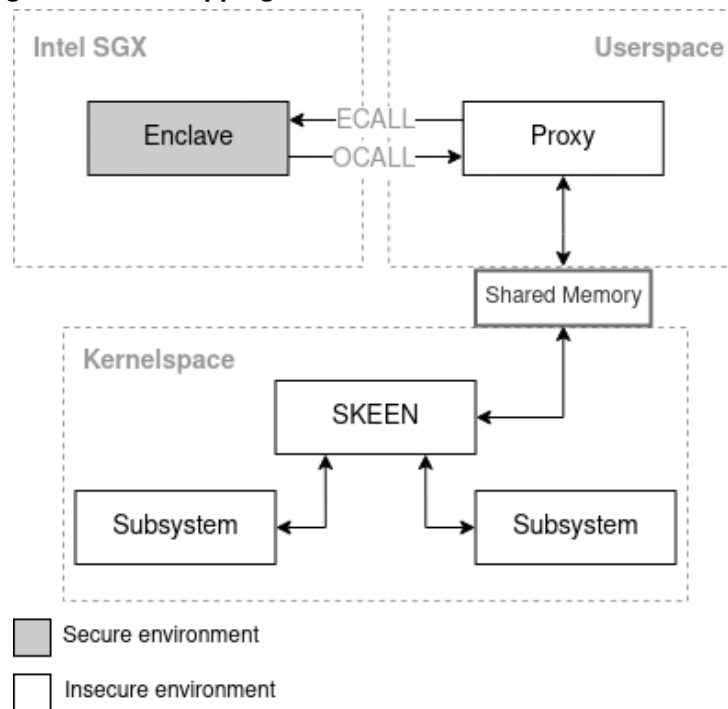 Intel SGX
Userspace
Enclave
ECALL
OCALL
Proxy
Shared Memory
Kernelspace
SKEEN
Subsystem
Subsystem
Secure environment
Insecure environment